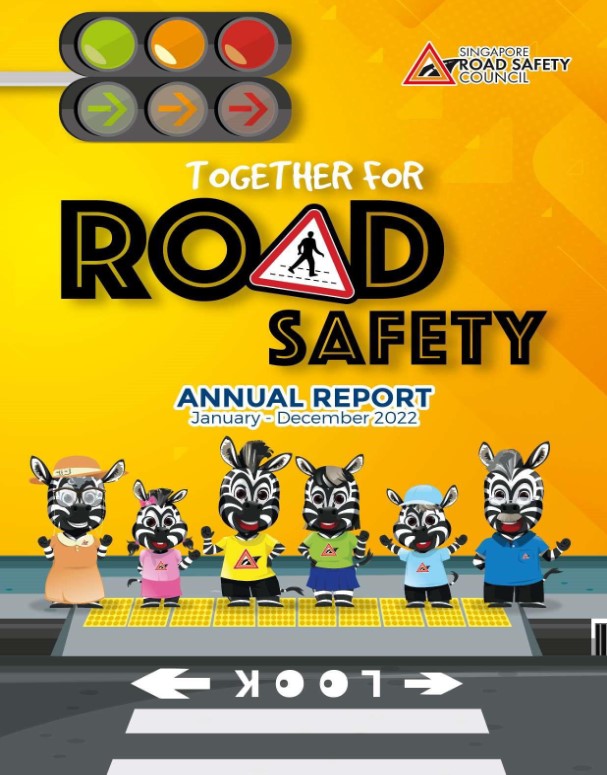 SINGAPORE
ROAD SAFETY
COUNCIL
TOGETHER FOR
ROAD
SAFETY
ANNUAL REPORT
January - December 2022
LOOK